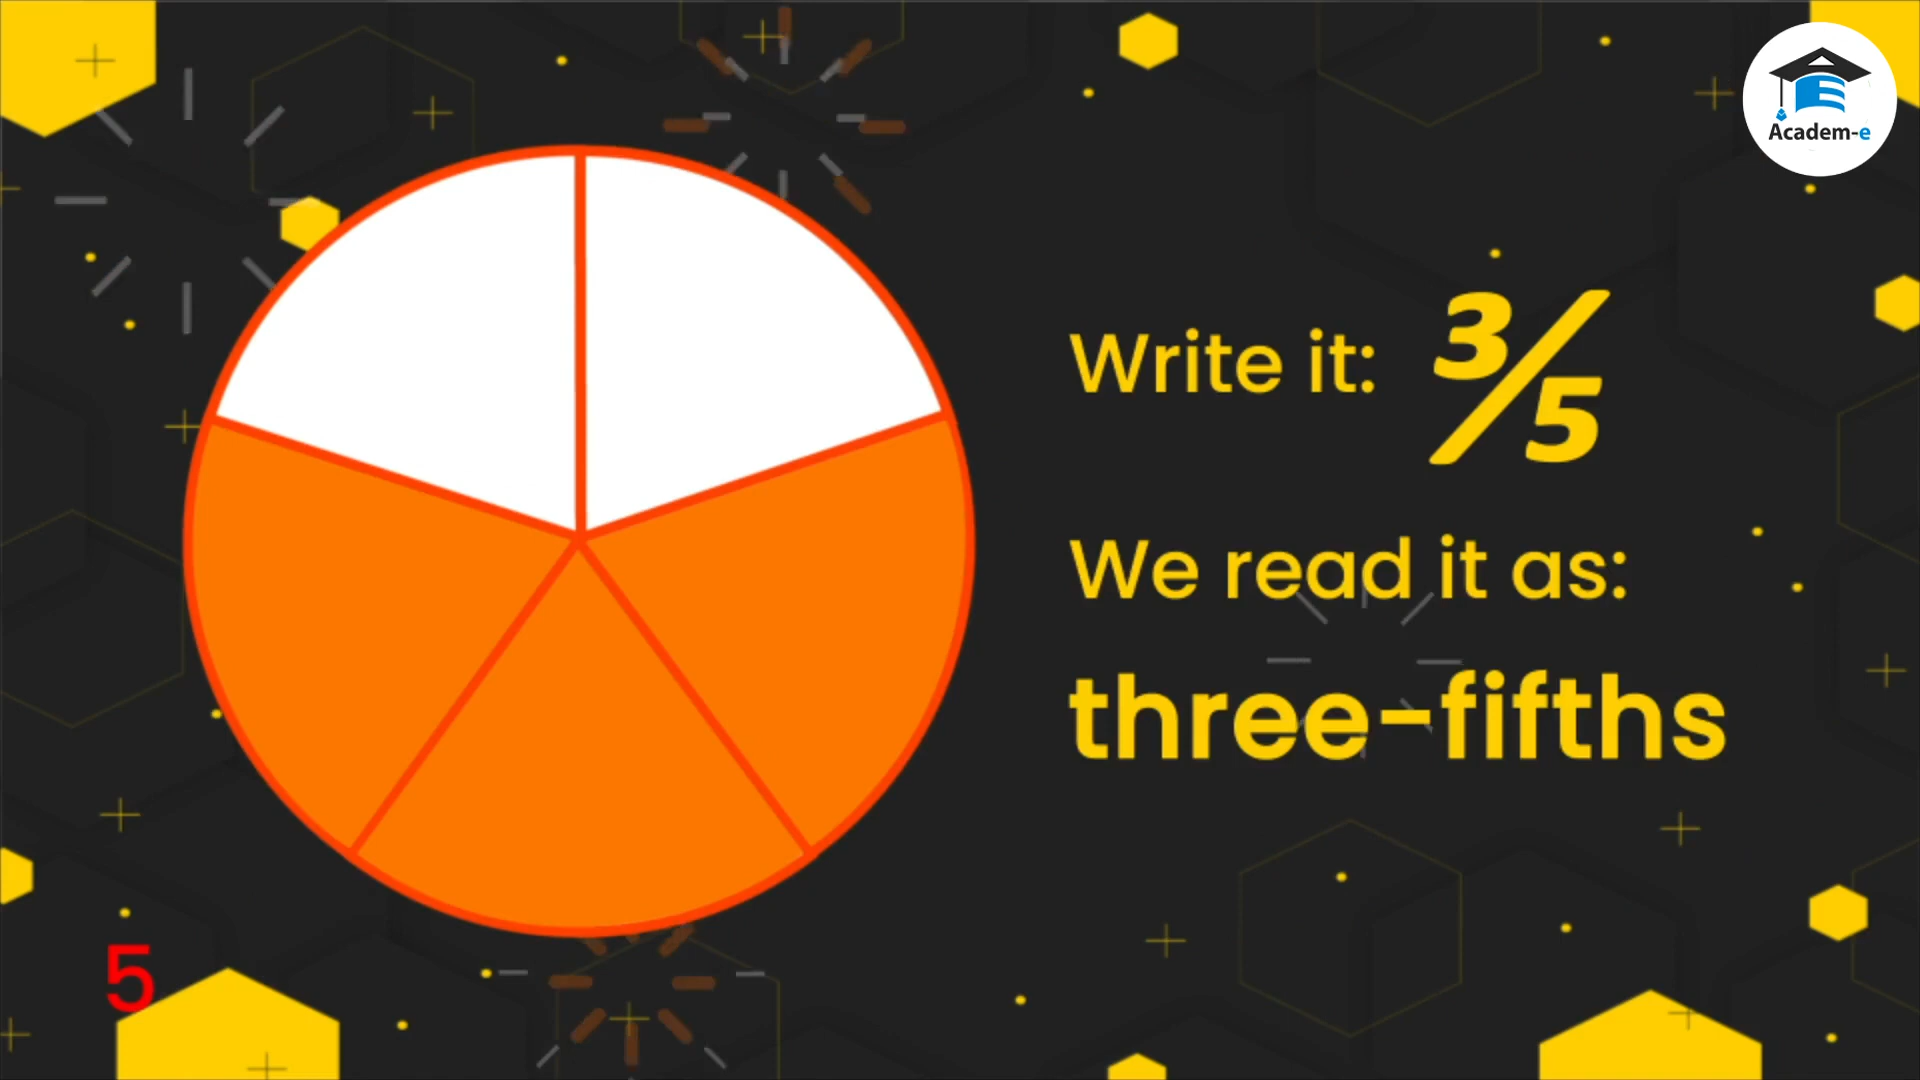 Academ-e
Write it: 3/5
We read it as:
three-fifths
5